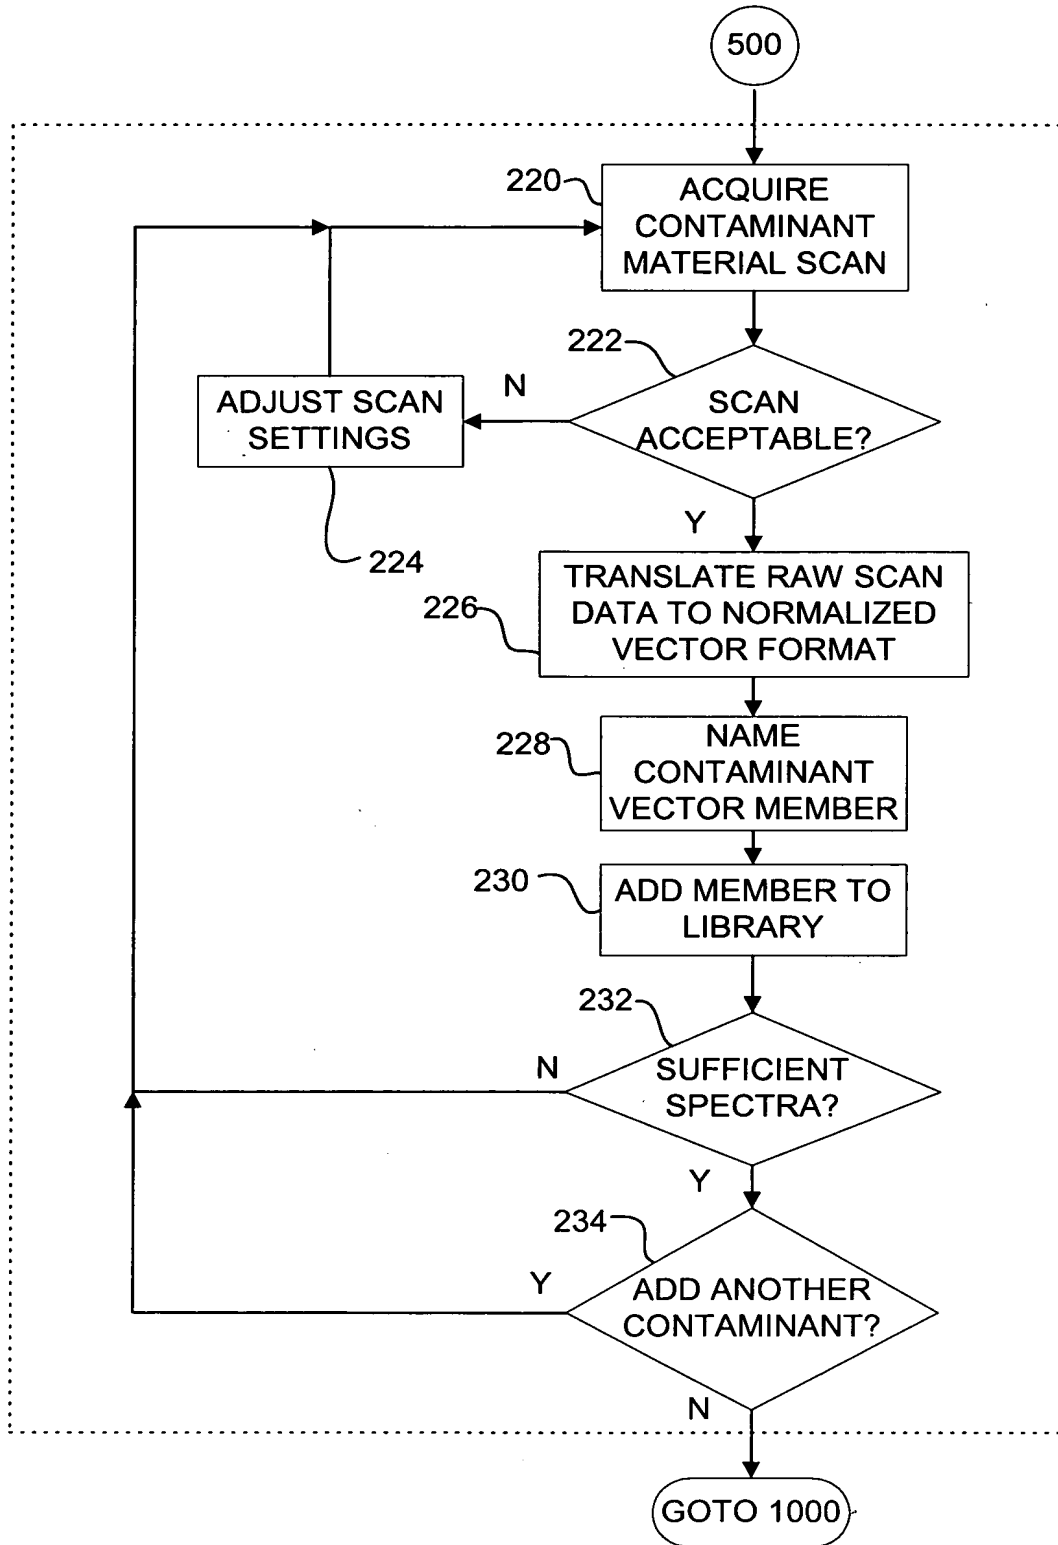 500
220
ACQUIRE
CONTAMINANT
MATERIAL SCAN
222
SCAN
ACCEPTABLE?
N
ADJUST SCAN
SETTINGS
224
Y
226
TRANSLATE RAW SCAN
DATA TO NORMALIZED
VECTOR FORMAT
228
NAME
CONTAMINANT
VECTOR MEMBER
230
ADD MEMBER TO
LIBRARY
232
SUFFICIENT
SPECTRA?
N
Y
234
ADD ANOTHER
CONTAMINANT?
Y
N
GOTO 1000